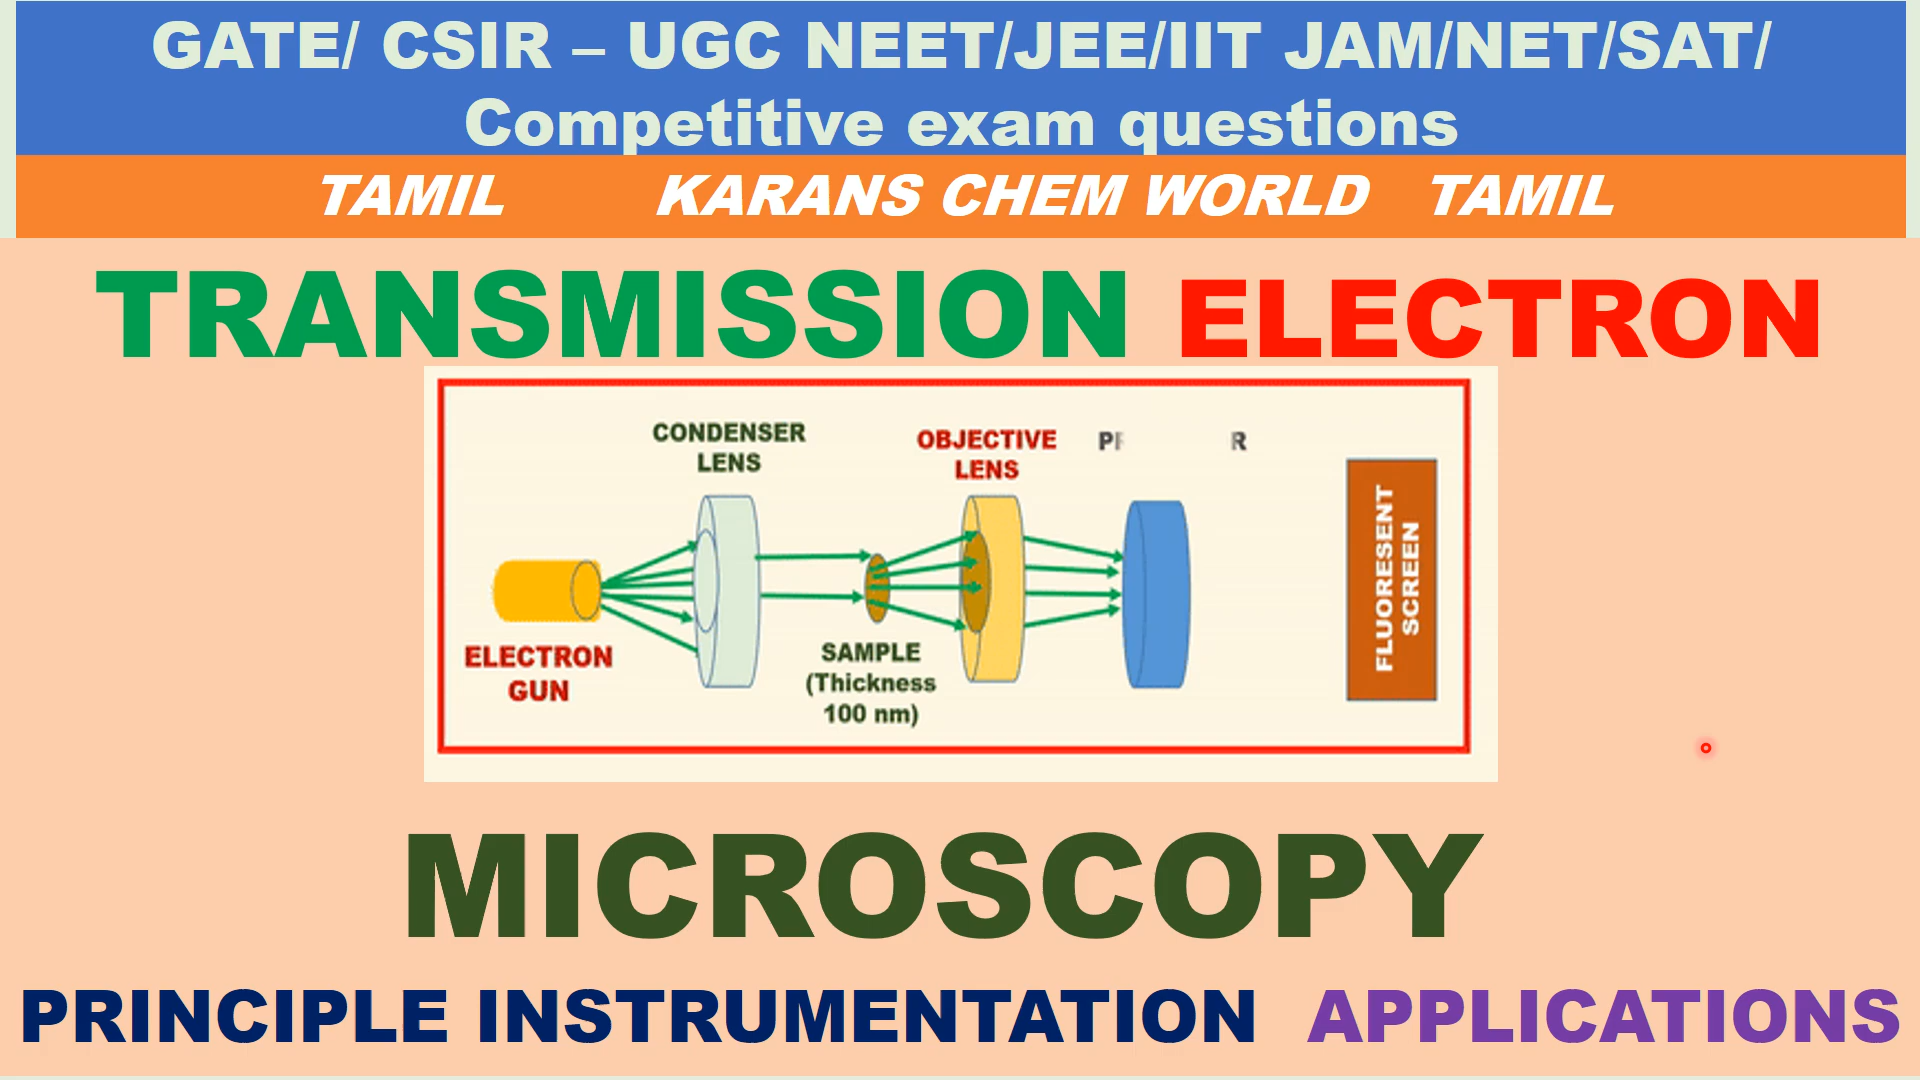 GATE/ CSIR – UGC NEET/JEE/IIT JAM/NET/SAT/
Competitive exam questions
TAMIL KARANS CHEM WORLD TAMIL
TRANSMISSION ELECTRON
CONDENSER
LENS
OBJECTIVE
LENS
ELECTRON
GUN
SAMPLE
(Thickness
100 nm)
FLUORESENT
SCREEN
MICROSCOPY
PRINCIPLE INSTRUMENTATION APPLICATIONS